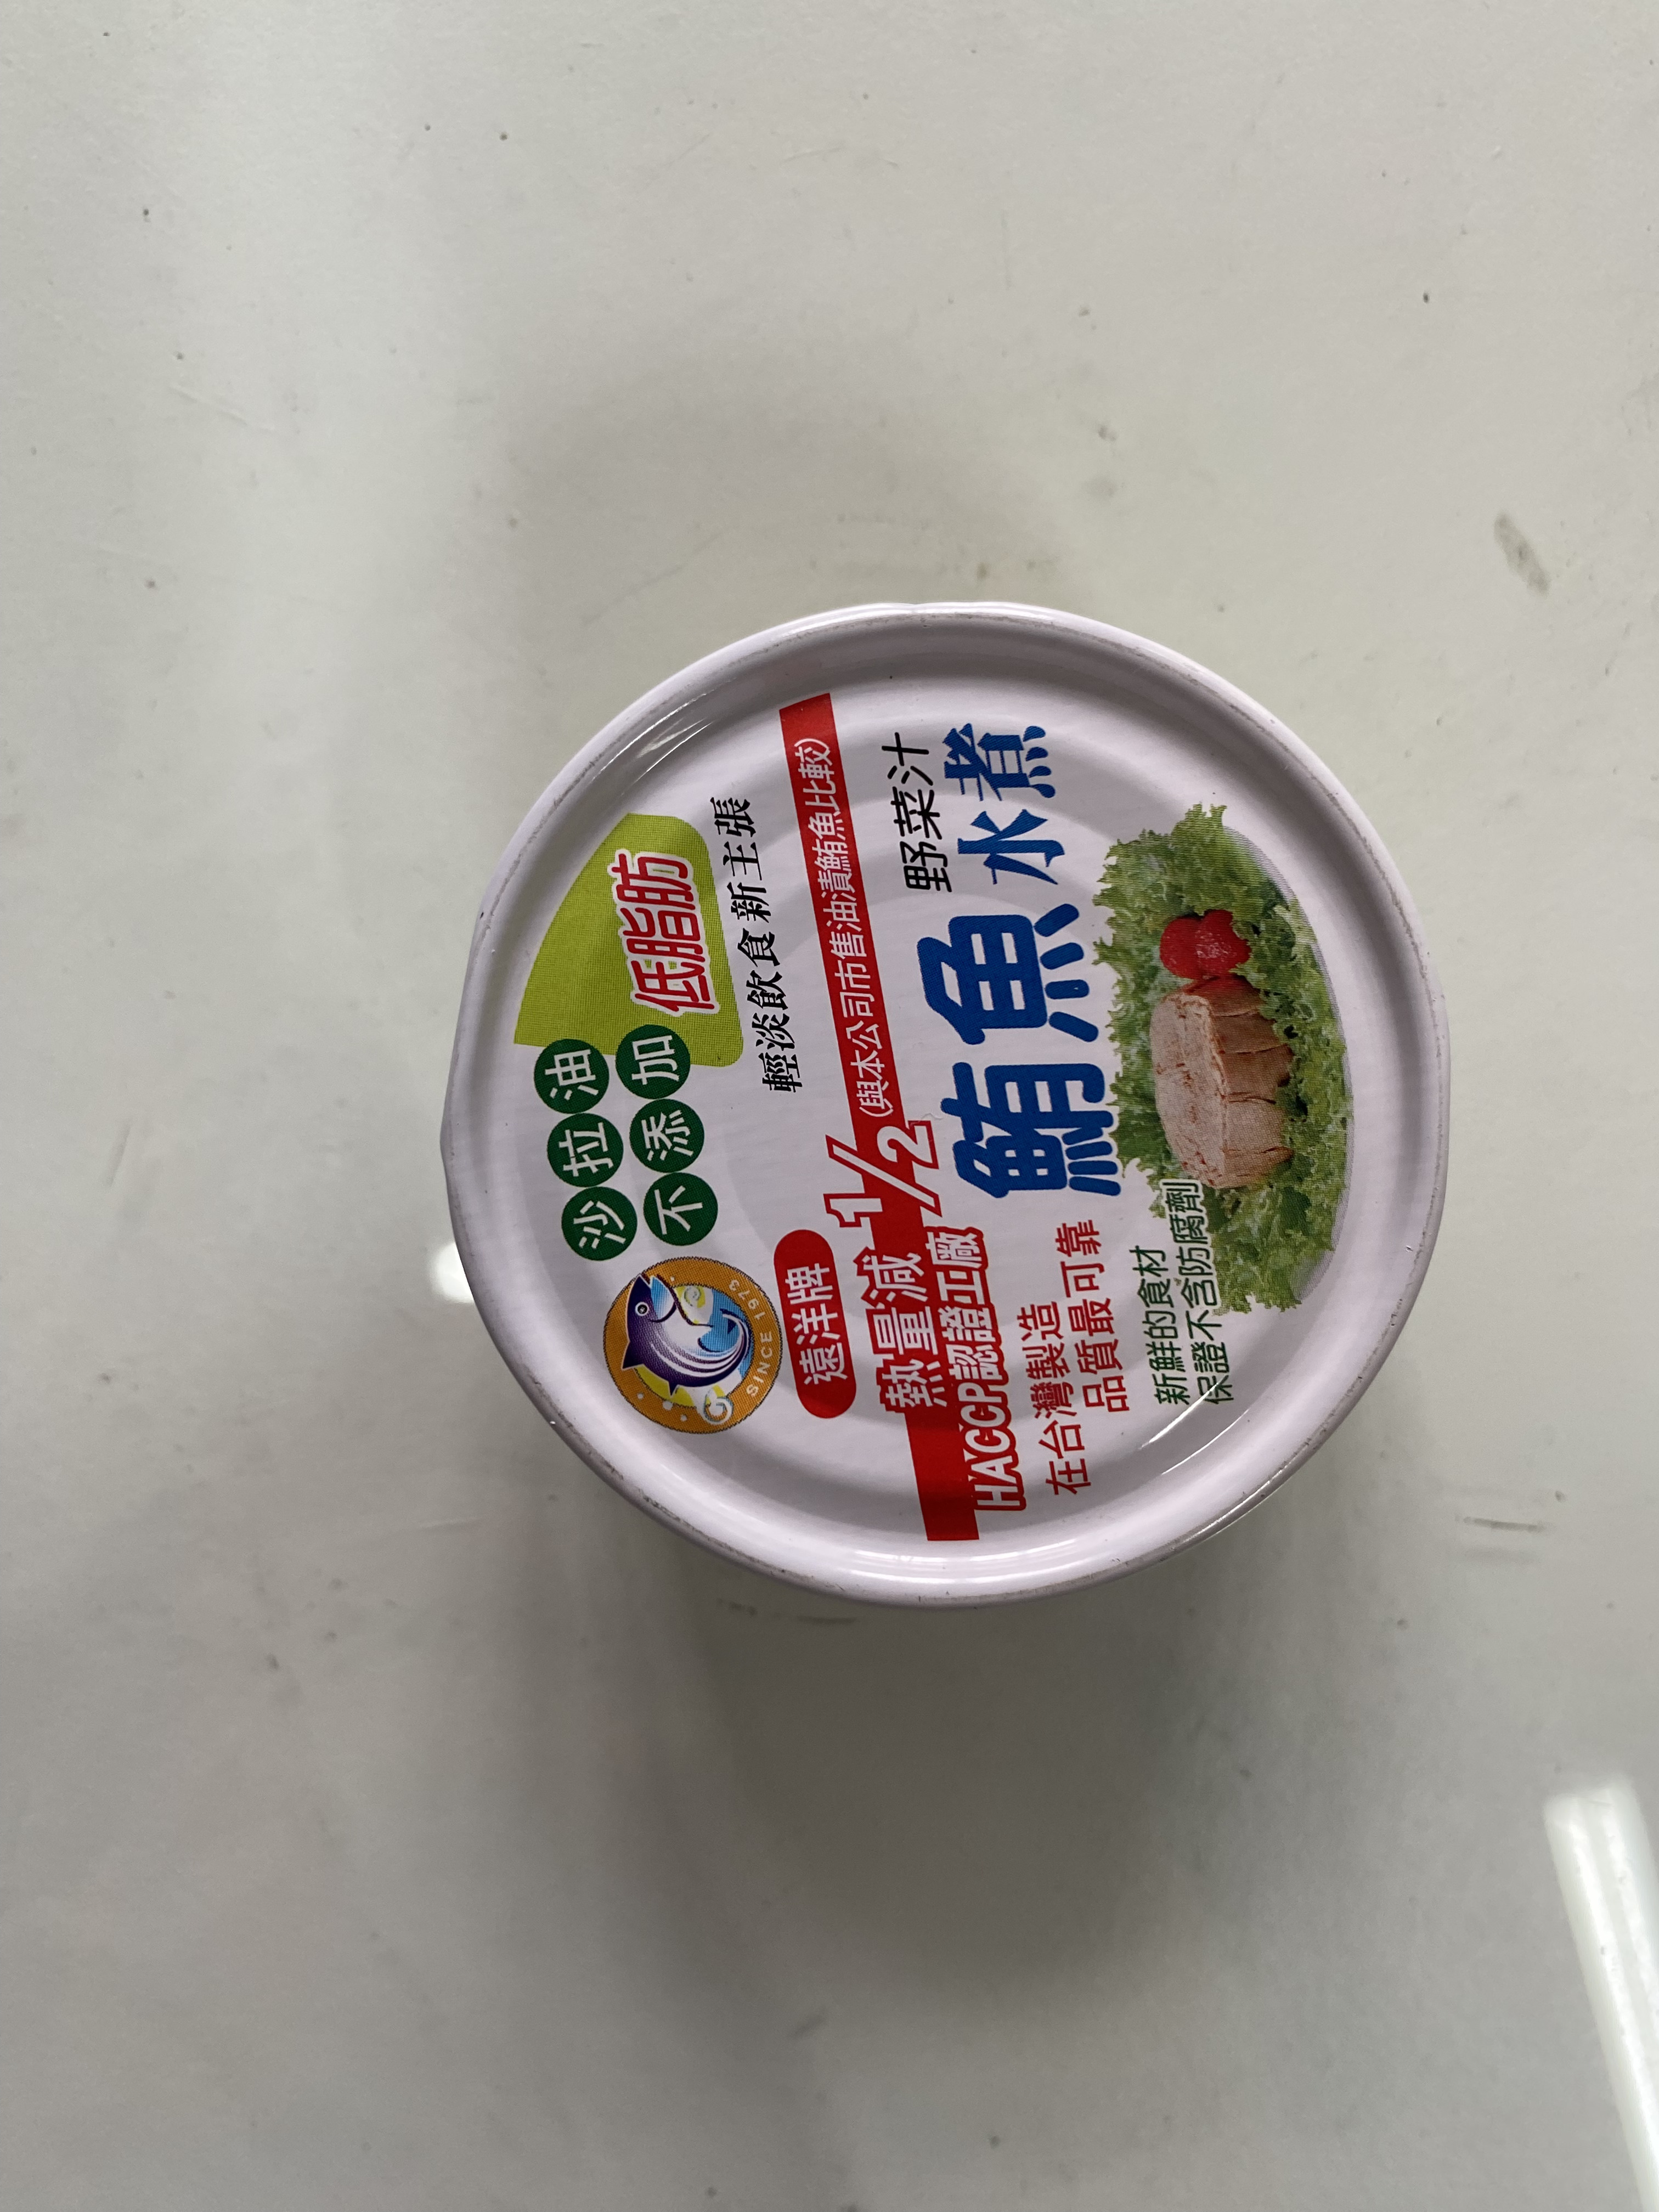 沙拉油
不添加
低脂肪
SINCE 1973
輕淡飲食 新主張
遠洋牌
熱量減1/2(與本公司市售油漬鮪魚比較)
HACCP認證工廠
野菜汁
鮪魚水煮
在台灣製造
品質最可靠
新鮮的食材
保證不含防腐劑